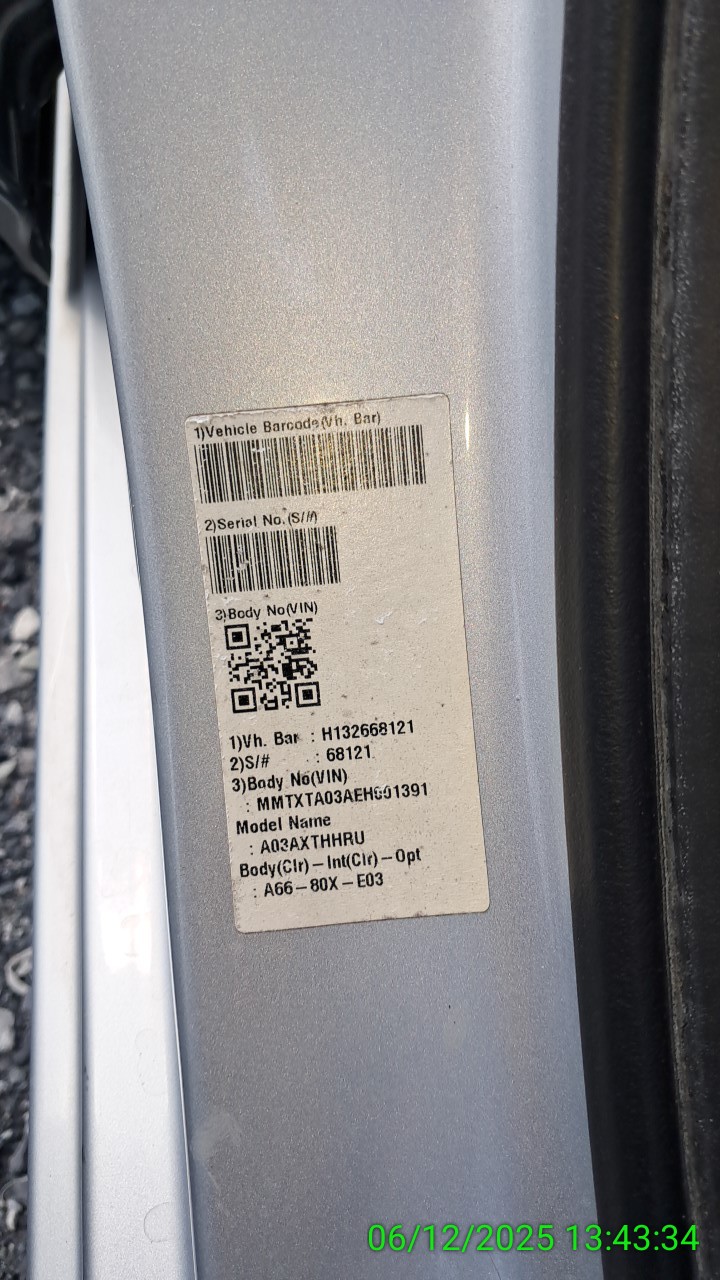 1)Vehicle Barcode(Vh. Bar)
2)Serial No.(S/#)
3)Body No(VIN)
1)Vh. Bar : H132668121
2)S/# : 68121
3)Body No(VIN)
: MMTXTA03AEH001391
Model Name
: A03AXTHHRU
Body(Clr)-Int(Clr)-Opt
: A66-80X-E03
06/12/2025 13:43:34